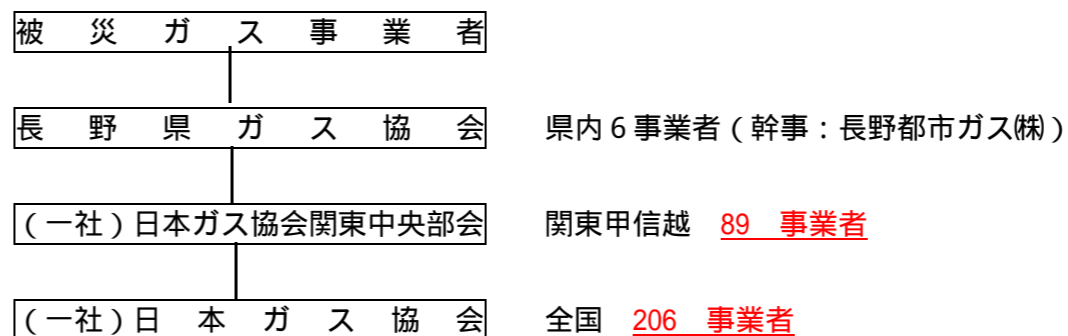 被災ガス事業者
長野県ガス協会 県内6事業者(幹事:長野都市ガス㈱)
(一社)日本ガス協会関東中央部会 関東甲信越 89 事業者
(一社)日本ガス協会 全国 206 事業者